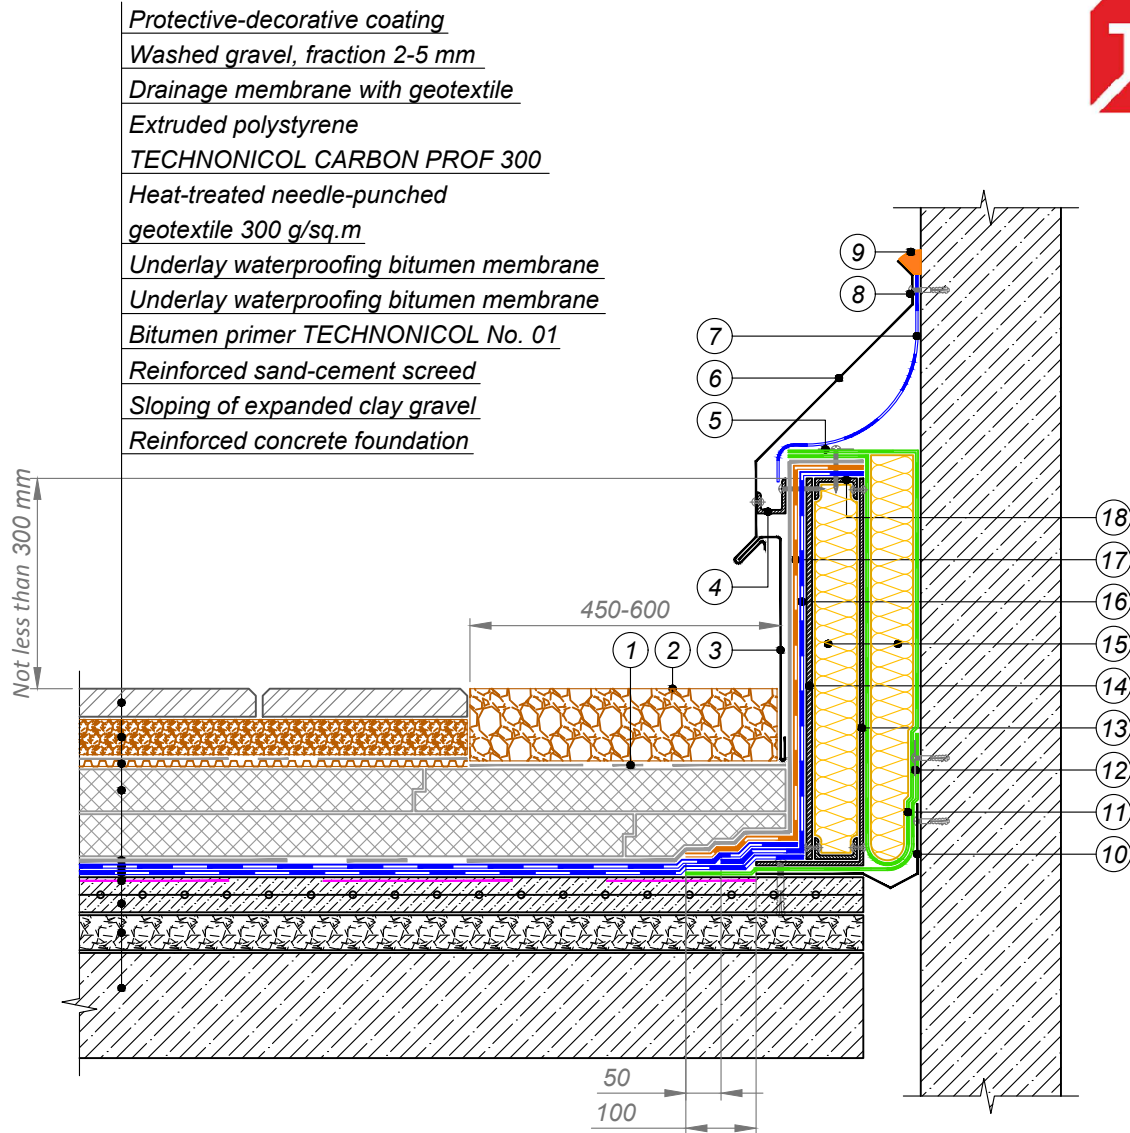 Protective-decorative coating
Washed gravel, fraction 2-5 mm
Drainage membrane with geotextile
Extruded polystyrene
TECHNONICOL CARBON PROF 300
Heat-treated needle-punched
geotextile 300 g/sq.m
Underlay waterproofing bitumen membrane
Underlay waterproofing bitumen membrane
Bitumen primer TECHNONICOL No. 01
Reinforced sand-cement screed
Sloping of expanded clay gravel
Reinforced concrete foundation
Not less than 300 mm
9
8
7
6
5
4
450-600
1
2
3
18
17
16
15
14
13
12
11
10
50
100